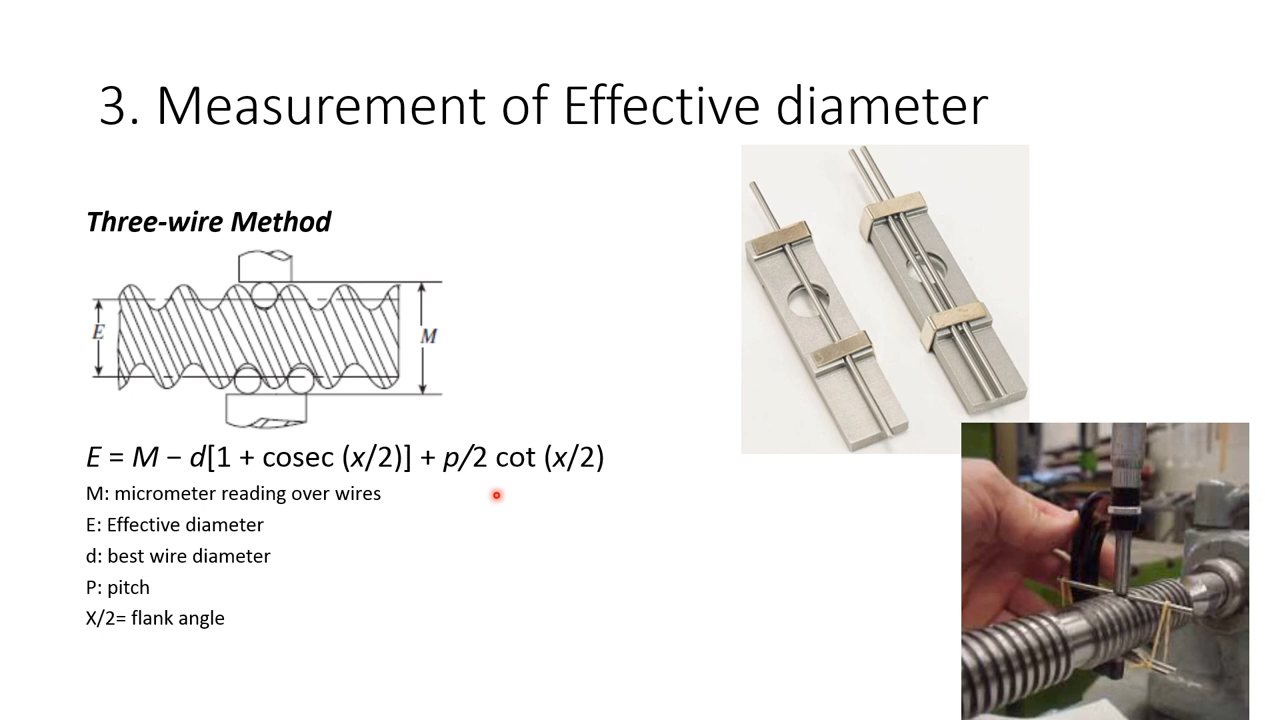 3. Measurement of Effective diameter
Three-wire Method
E
M
E = M − d[1 + cosec (x/2)] + p/2 cot (x/2)
M: micrometer reading over wires
E: Effective diameter
d: best wire diameter
P: pitch
X/2= flank angle